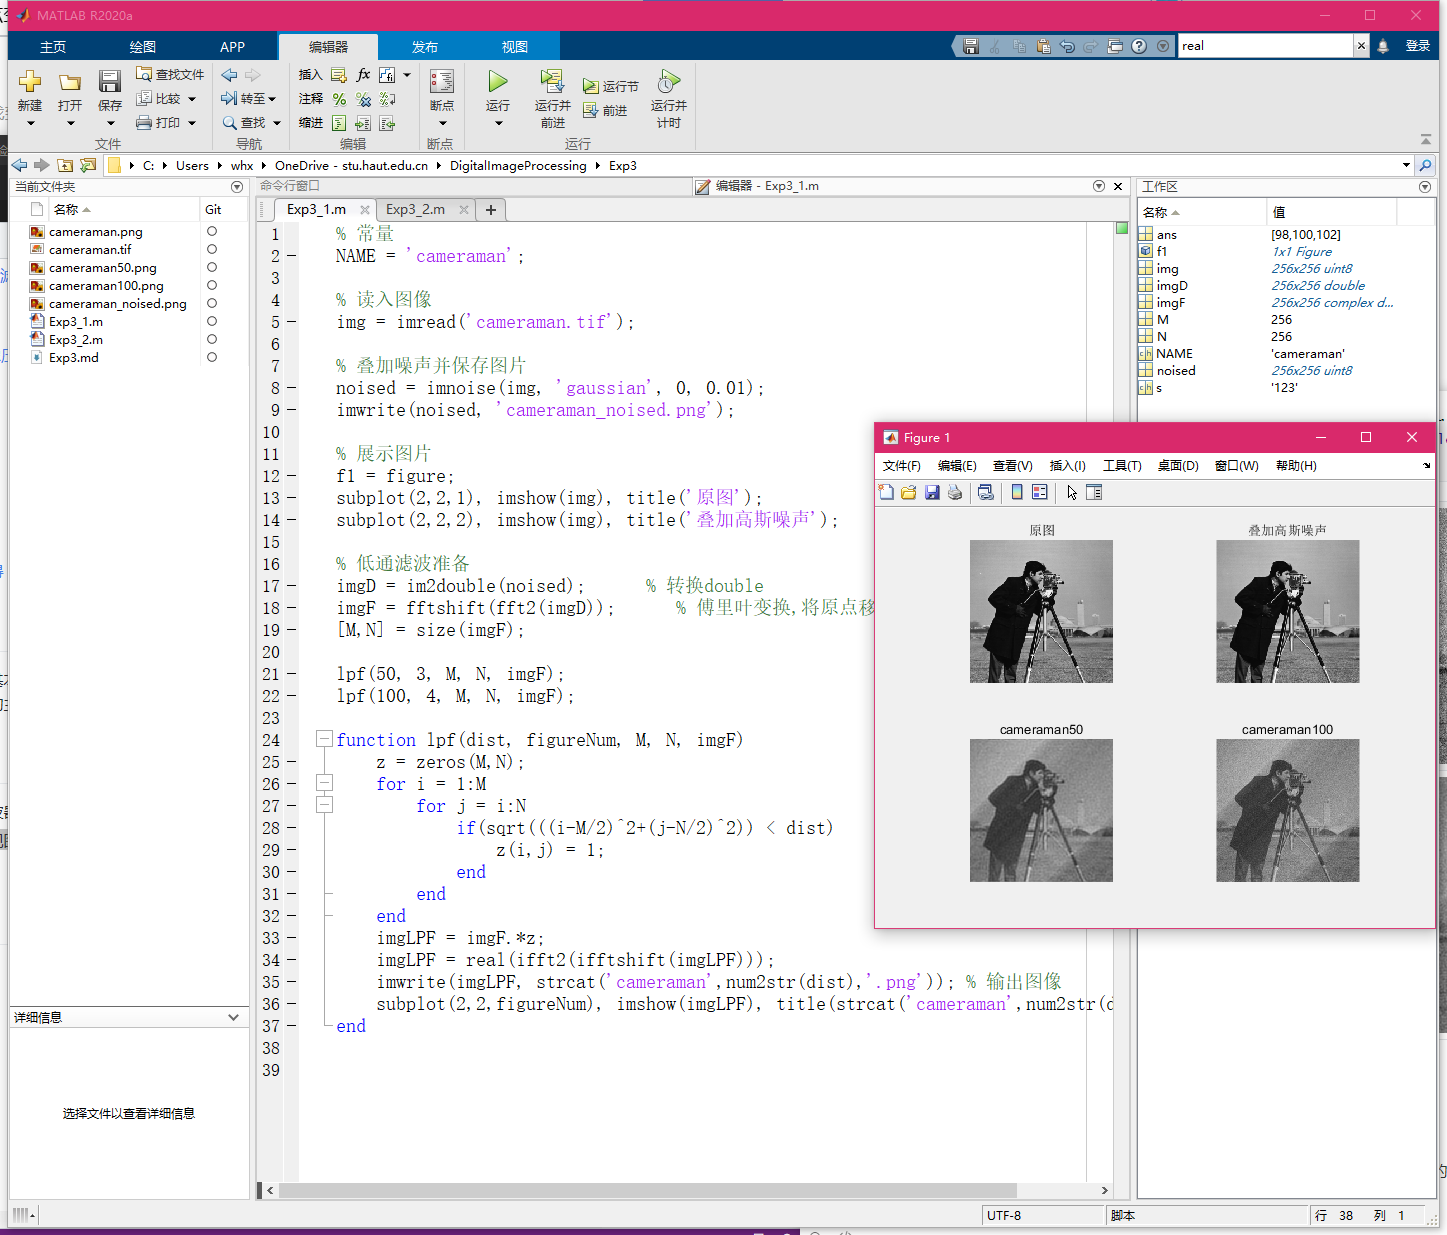 MATLAB R2020a
主页 绘图 APP 编辑器 发布 视图 real 登录
新建 打开 保存 查找文件 比较 打印 转至 查找 插入 注释 缩进 fx 断点 运行 运行并前进 运行节 前进 运行并计时
文件 导航 编辑 断点 运行
C: Users whx OneDrive - stu.haut.edu.cn DigitalImageProcessing Exp3
当前文件夹
名称 Git
cameraman.png
cameraman.tif
cameraman50.png
cameraman100.png
cameraman_noised.png
Exp3_1.m
Exp3_2.m
Exp3.md
详细信息
选择文件以查看详细信息
命令行窗口
编辑器 - Exp3_1.m
Exp3_1.m Exp3_2.m +
1 % 常量
2 NAME = 'cameraman';
3
4 % 读入图像
5 img = imread('cameraman.tif');
6
7 % 叠加噪声并保存图片
8 noised = imnoise(img, 'gaussian', 0, 0.01);
9 imwrite(noised, 'cameraman_noised.png');
10
11 % 展示图片
12 f1 = figure;
13 subplot(2,2,1), imshow(img), title('原图');
14 subplot(2,2,2), imshow(img), title('叠加高斯噪声');
15
16 % 低通滤波准备
17 imgD = im2double(noised); % 转换double
18 imgF = fftshift(fft2(imgD)); % 傅里叶变换,将原点移
19 [M,N] = size(imgF);
20
21 lpf(50, 3, M, N, imgF);
22 lpf(100, 4, M, N, imgF);
23
24 function lpf(dist, figureNum, M, N, imgF)
25 z = zeros(M,N);
26 for i = 1:M
27 for j = i:N
28 if(sqrt(((i-M/2)^2+(j-N/2)^2)) < dist)
29 z(i,j) = 1;
30 end
31 end
32 end
33 imgLPF = imgF.*z;
34 imgLPF = real(ifft2(ifftshift(imgLPF)));
35 imwrite(imgLPF, strcat('cameraman',num2str(dist),'.png')); % 输出图像
36 subplot(2,2,figureNum), imshow(imgLPF), title(strcat('cameraman',num2str(d
37 end
38
39
工作区
名称 值
ans [98,100,102]
f1 1x1 Figure
img 256x256 uint8
imgD 256x256 double
imgF 256x256 complex d...
M 256
N 256
NAME 'cameraman'
noised 256x256 uint8
s '123'
Figure 1
文件(F) 编辑(E) 查看(V) 插入(I) 工具(T) 桌面(D) 窗口(W) 帮助(H)
原图 叠加高斯噪声
cameraman50 cameraman100
UTF-8 脚本 行 38 列 1